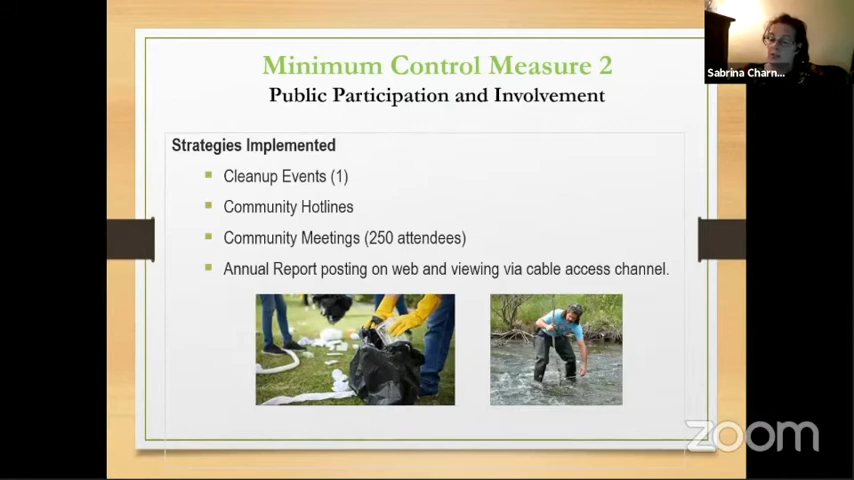 Minimum Control Measure 2
Public Participation and Involvement
Sabrina Charn...
Strategies Implemented
Cleanup Events (1)
Community Hotlines
Community Meetings (250 attendees)
Annual Report posting on web and viewing via cable access channel.
zoom